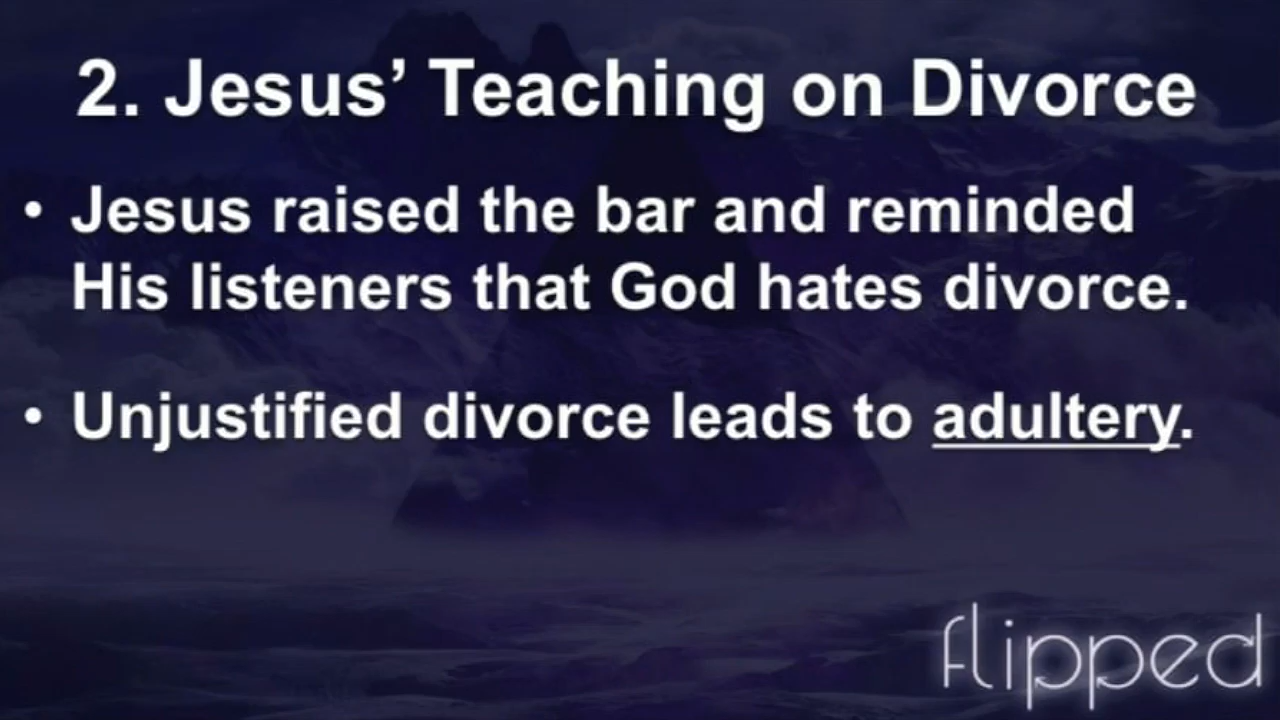 2. Jesus’ Teaching on Divorce
• Jesus raised the bar and reminded
His listeners that God hates divorce.
• Unjustified divorce leads to adultery.
flipped